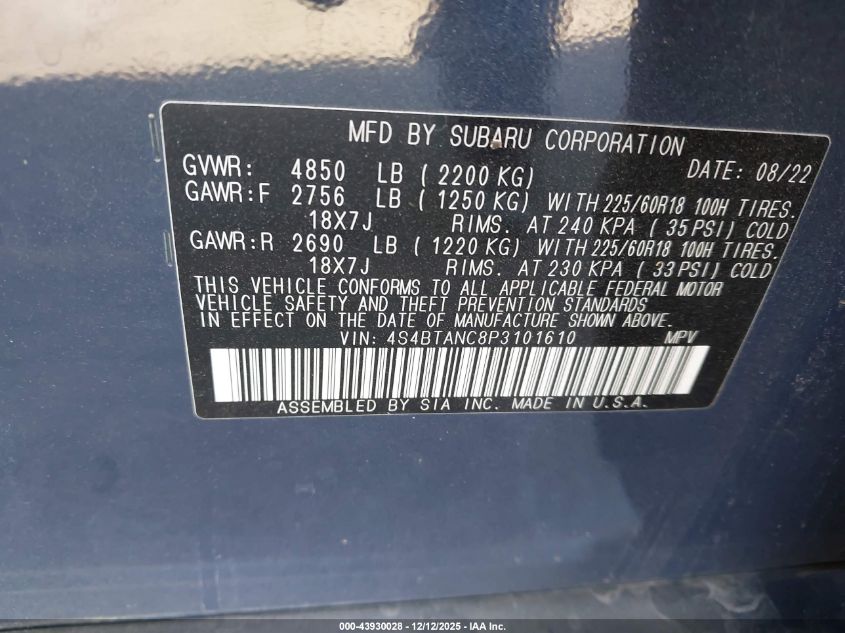 MFD BY SUBARU CORPORATION
GVWR: 4850 LB ( 2200 KG) DATE: 08/22
GAWR:F 2756 LB ( 1250 KG) WITH 225/60R18 100H TIRES.
18X7J RIMS. AT 240 KPA ( 35 PSI) COLD
GAWR:R 2690 LB ( 1220 KG) WITH 225/60R18 100H TIRES.
18X7J RIMS. AT 230 KPA ( 33 PSI) COLD
THIS VEHICLE CONFORMS TO ALL APPLICABLE FEDERAL MOTOR
VEHICLE SAFETY AND THEFT PREVENTION STANDARDS
IN EFFECT ON THE DATE OF MANUFACTURE SHOWN ABOVE.
VIN: 4S4BTANC8P3101610 MPV
ASSEMBLED BY SIA INC. MADE IN U.S.A.
000-43930028 - 12/12/2025 - IAA Inc.